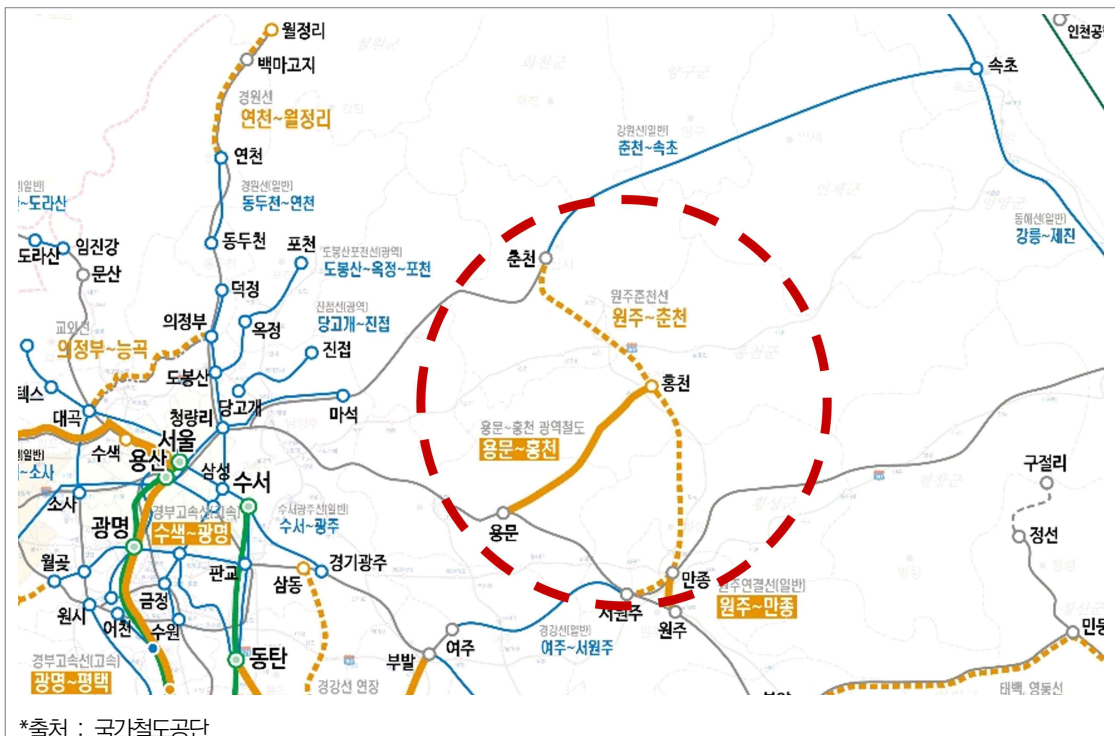 월정리
인천공
백마고지
속초
경원선
연천~월정리
강원선(일반)
춘천~속초
연천
경원선(일반)
동두천~연천
~도라산
동해선(일반)
강릉~제진
임진강
도라산
문산
동두천
포천
도봉산포천선(광역)
도봉산~옥정~포천
춘천
덕정
원주춘천선
원주~춘천
교외선
의정부~능곡
의정부
옥정
진접선(광역)
당고개~진접
진접
도봉산
홍천
텍스
대곡
청량리
당고개
마석
수색
서울
용문~홍천 광역철도
용문~홍천
용산
삼성
~소사
소사
수서
구절리
경부고속선(고속)
수색~광명
수서광주선(일반)
수서~광주
용문
광명
정선
월곶
판교
삼동
경기광주
만종
원주연결선(일반)
원주~만종
금정
서원주
원주
원시
어천
수원
경강선(일반)
여주~서원주
여주
민둥
경부고속선(고속)
광명~평택
동탄
부발
경강선 연장
태백, 영동선
*출처 : 국가철도공단